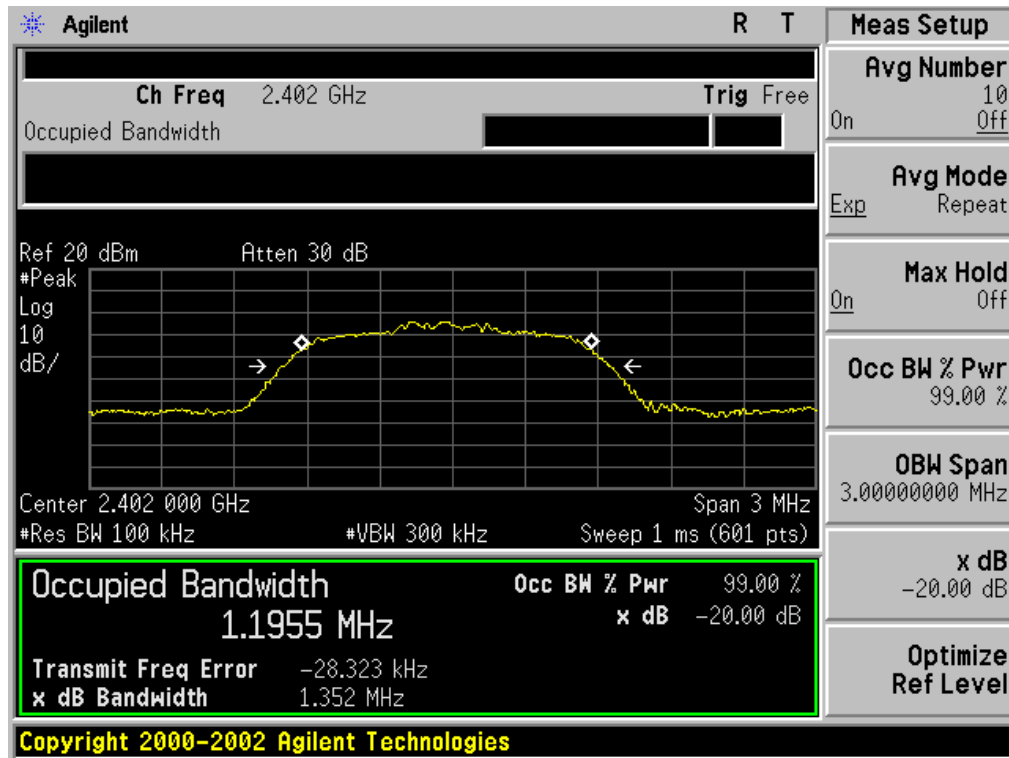 Agilent R T
Ch Freq 2.402 GHz Trig Free
Occupied Bandwidth
Ref 20 dBm Atten 30 dB
#Peak
Log
10
dB/
Center 2.402 000 GHz Span 3 MHz
#Res BW 100 kHz #VBW 300 kHz Sweep 1 ms (601 pts)
Occupied Bandwidth Occ BW % Pwr 99.00 %
1.1955 MHz x dB -20.00 dB
Transmit Freq Error -28.323 kHz
x dB Bandwidth 1.352 MHz
Copyright 2000-2002 Agilent Technologies
Meas Setup
Avg Number
10
On Off
Avg Mode
Exp Repeat
Max Hold
On Off
Occ BW % Pwr
99.00 %
OBW Span
3.00000000 MHz
x dB
-20.00 dB
Optimize
Ref Level